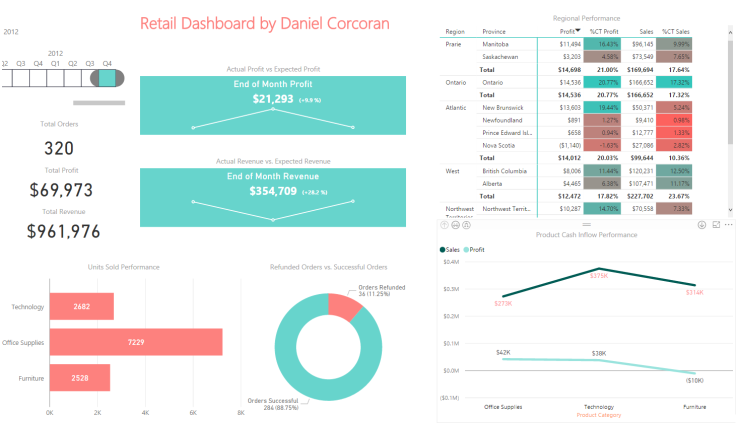 Retail Dashboard by Daniel Corcoran
2012
2012
Q3 Q4 Q1 Q2 Q3 Q4
Total Orders
320
Total Profit
$69,973
Total Revenue
$961,976
Actual Profit vs Expected Profit
End of Month Profit
$21,293 (+9.9 %)
Actual Revenue vs Expected Revenue
End of Month Revenue
$354,709 (+28.2 %)
Regional Performance
Region Province Profit %CT Profit Sales %CT Sales
Prarie Manitoba $11,494 16.43% $96,145 9.99%
Saskachewan $3,203 4.58% $73,549 7.65%
Total $14,698 21.00% $169,694 17.64%
Ontario Ontario $14,536 20.77% $166,652 17.32%
Total $14,536 20.77% $166,652 17.32%
Atlantic New Brunswick $13,603 19.44% $50,371 5.24%
Newfoundland $891 1.27% $9,410 0.98%
Prince Edward Isl... $658 0.94% $12,777 1.33%
Nova Scotia ($1,140) -1.63% $27,086 2.82%
Total $14,012 20.03% $99,644 10.36%
West British Columbia $8,006 11.44% $120,231 12.50%
Alberta $4,465 6.38% $107,471 11.17%
Total $12,472 17.82% $227,702 23.67%
Northwest Northwest Territ... $10,287 14.70% $70,558 7.33%
Units Sold Performance
Technology 2682
Office Supplies 7229
Furniture 2528
0K 2K 4K 6K 8K
Refunded Orders vs. Successful Orders
Orders Refunded
36 (11.25%)
Orders Successful
284 (88.75%)
Product Cash Inflow Performance
Sales Profit
$0.4M
$0.3M
$0.2M
$0.1M
$0.0M
($0.1M)
$273K
$375K
$314K
$42K
$38K
($10K)
Office Supplies Technology Furniture
Product Category